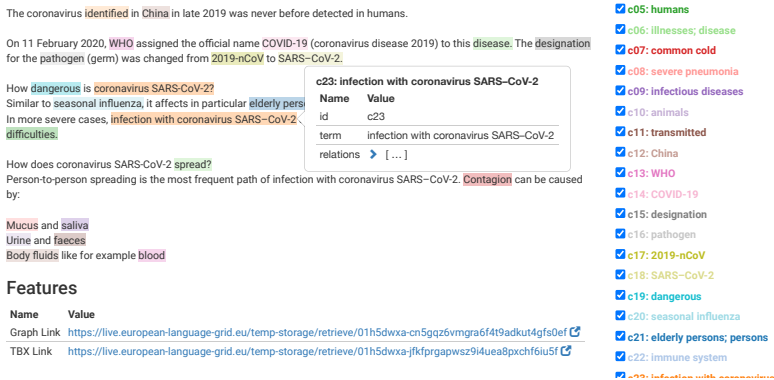 The coronavirus identified in China in late 2019 was never before detected in humans.
On 11 February 2020, WHO assigned the official name COVID-19 (coronavirus disease 2019) to this disease. The designation
for the pathogen (germ) was changed from 2019-nCoV to SARS–CoV-2.
How dangerous is coronavirus SARS-CoV-2?
Similar to seasonal influenza, it affects in particular elderly
In more severe cases, infection with coronavirus SARS–CoV-2
difficulties.
c23: infection with coronavirus SARS–CoV-2
Name Value
id c23
term infection with coronavirus SARS–CoV-2
relations [ ... ]
How does coronavirus SARS-CoV-2 spread?
Person-to-person spreading is the most frequent path of infection with coronavirus SARS–CoV-2. Contagion can be caused
by:
Mucus and saliva
Urine and faeces
Body fluids like for example blood
Features
Name Value
Graph Link https://live.european-language-grid.eu/temp-storage/retrieve/01h5dwxa-cn5gqz6vmgra6f4t9adkut4gfs0ef
TBX Link https://live.european-language-grid.eu/temp-storage/retrieve/01h5dwxa-jfkfprgapwsz9i4uea8pxchf6iu5f
c05: humans
c06: illnesses; disease
c07: common cold
c08: severe pneumonia
c09: infectious diseases
c10: animals
c11: transmitted
c12: China
c13: WHO
c14: COVID-19
c15: designation
c16: pathogen
c17: 2019-nCoV
c18: SARS–CoV-2
c19: dangerous
c20: seasonal influenza
c21: elderly persons; persons
c22: immune system
c23: infection with coronavirus